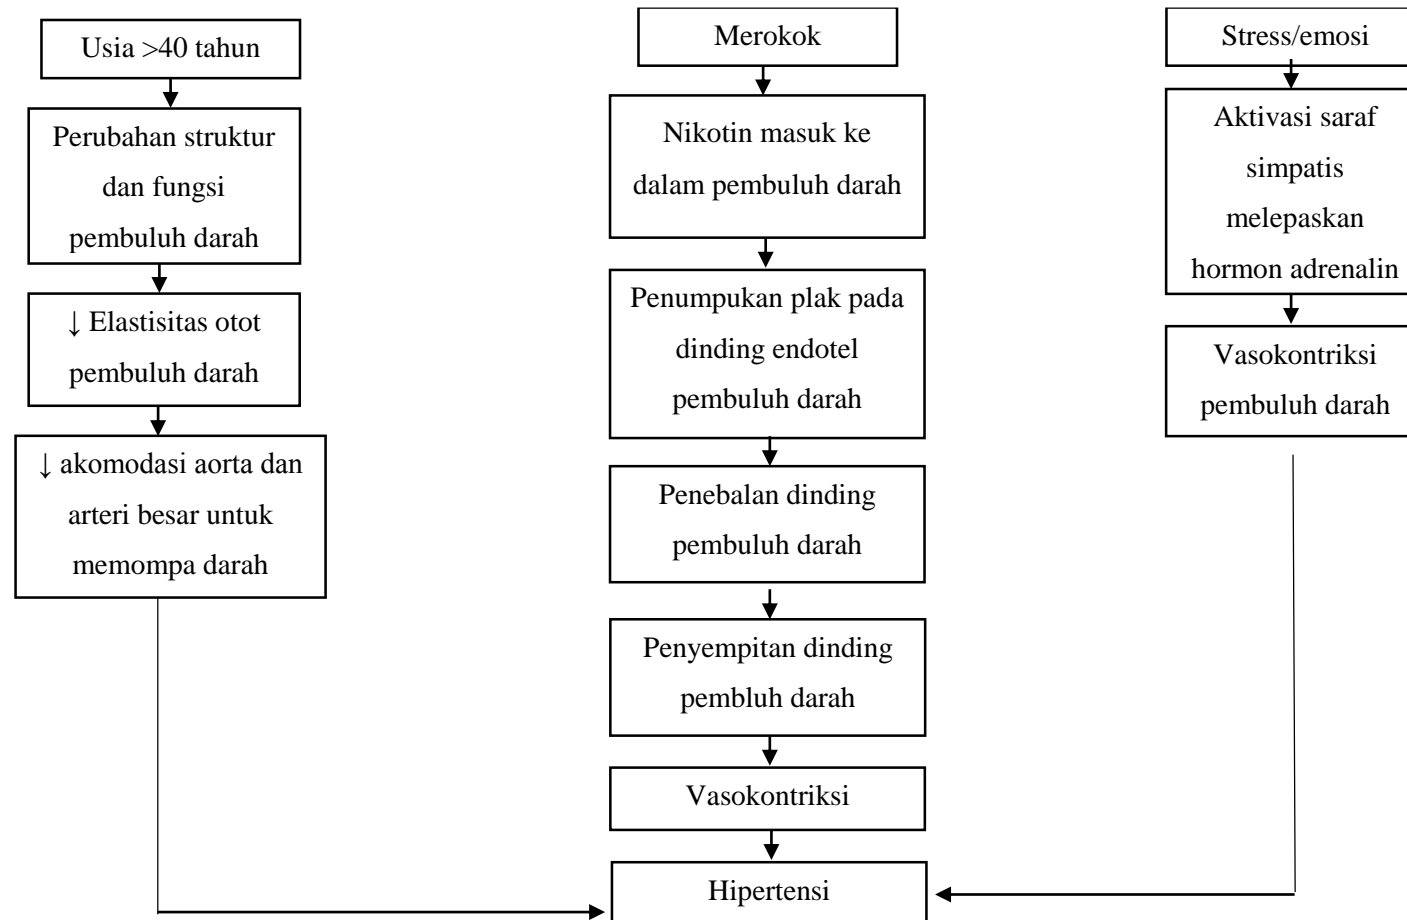 Usia >40 tahun
Perubahan struktur
dan fungsi
pembuluh darah
↓ Elastisitas otot
pembuluh darah
↓ akomodasi aorta dan
arteri besar untuk
memompa darah
Merokok
Nikotin masuk ke
dalam pembuluh darah
Penumpukan plak pada
dinding endotel
pembuluh darah
Penebalan dinding
pembuluh darah
Penyempitan dinding
pembluh darah
Vasokontriksi
Hipertensi
Stress/emosi
Aktivasi saraf
simpatis
melepaskan
hormon adrenalin
Vasokontriksi
pembuluh darah